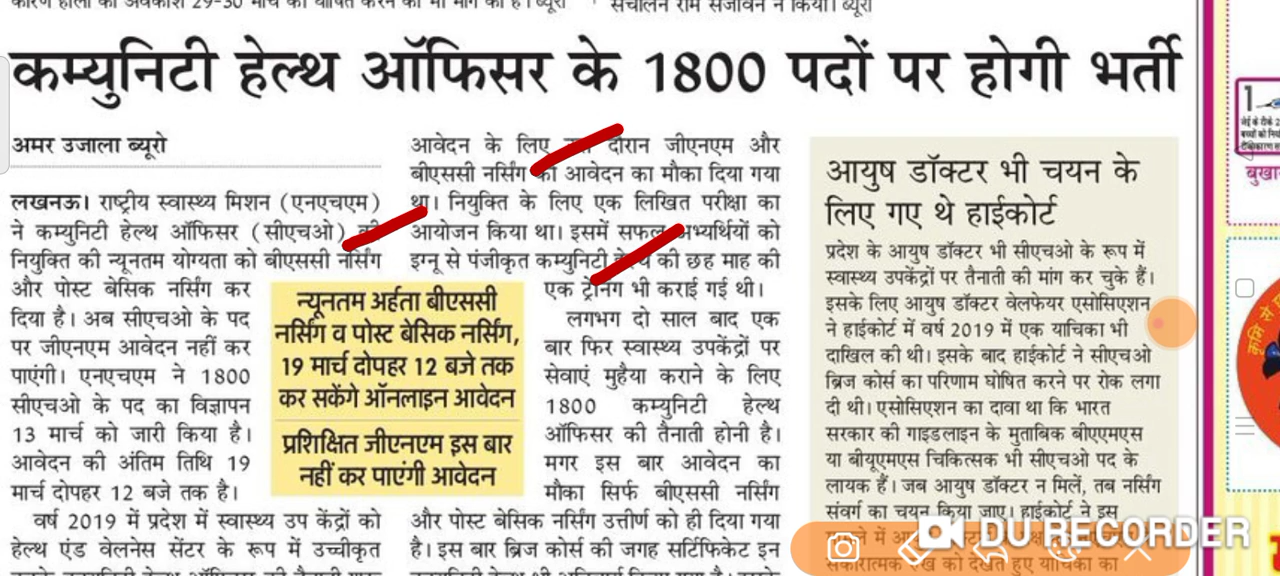 संचालन राम सजीवन ने किया। ब्यूरो
कम्युनिटी हेल्थ ऑफिसर के 1800 पदों पर होगी भर्ती
अमर उजाला ब्यूरो
लखनऊ। राष्ट्रीय स्वास्थ्य मिशन (एनएचएम)
ने कम्युनिटी हेल्थ ऑफिसर (सीएचओ) की
नियुक्ति की न्यूनतम योग्यता को बीएससी नर्सिंग
और पोस्ट बेसिक नर्सिंग कर
दिया है। अब सीएचओ के पद
पर जीएनएम आवेदन नहीं कर
पाएंगी। एनएचएम ने 1800
सीएचओ के पद का विज्ञापन
13 मार्च को जारी किया है।
आवेदन की अंतिम तिथि 19
मार्च दोपहर 12 बजे तक है।
वर्ष 2019 में प्रदेश में स्वास्थ्य उप केंद्रों को
हेल्थ एंड वेलनेस सेंटर के रूप में उच्चीकृत
न्यूनतम अर्हता बीएससी
नर्सिंग व पोस्ट बेसिक नर्सिंग,
19 मार्च दोपहर 12 बजे तक
कर सकेंगे ऑनलाइन आवेदन
प्रशिक्षित जीएनएम इस बार
नहीं कर पाएंगी आवेदन
आवेदन के लिए दौरान जीएनएम और
बीएससी नर्सिंग को आवेदन का मौका दिया गया
था। नियुक्ति के लिए एक लिखित परीक्षा का
आयोजन किया था। इसमें सफल अभ्यर्थियों को
इग्नू से पंजीकृत कम्युनिटी हेल्थ की छह माह की
एक ट्रेनिंग भी कराई गई थी।
लगभग दो साल बाद एक
बार फिर स्वास्थ्य उपकेंद्रों पर
सेवाएं मुहैया कराने के लिए
1800 कम्युनिटी हेल्थ
ऑफिसर की तैनाती होनी है।
मगर इस बार आवेदन का
मौका सिर्फ बीएससी नर्सिंग
और पोस्ट बेसिक नर्सिंग उत्तीर्ण को ही दिया गया
है। इस बार ब्रिज कोर्स की जगह सर्टिफिकेट इन
आयुष डॉक्टर भी चयन के
लिए गए थे हाईकोर्ट
प्रदेश के आयुष डॉक्टर भी सीएचओ के रूप में
स्वास्थ्य उपकेंद्रों पर तैनाती की मांग कर चुके हैं।
इसके लिए आयुष डॉक्टर वेलफेयर एसोसिएशन
ने हाईकोर्ट में वर्ष 2019 में एक याचिका भी
दाखिल की थी। इसके बाद हाईकोर्ट ने सीएचओ
ब्रिज कोर्स का परिणाम घोषित करने पर रोक लगा
दी थी। एसोसिएशन का दावा था कि भारत
सरकार की गाइडलाइन के मुताबिक बीएएमएस
या बीयूएमएस चिकित्सक भी सीएचओ पद के
लायक हैं। जब आयुष डॉक्टर न मिलें, तब नर्सिंग
संवर्ग का चयन किया जाए। हाईकोर्ट ने इस
DU RECORDER